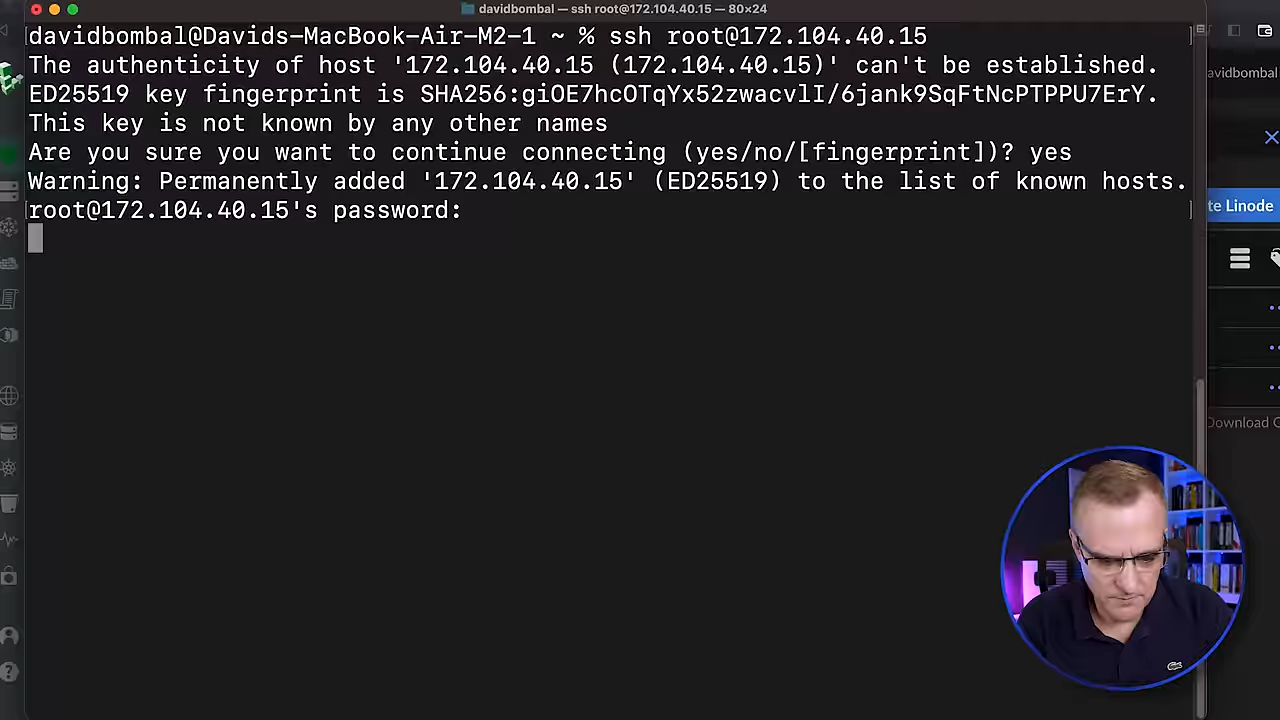 davidbombal — ssh root@172.104.40.15 — 80×24
davidbombal@Davids-MacBook-Air-M2-1 ~ % ssh root@172.104.40.15
The authenticity of host '172.104.40.15 (172.104.40.15)' can't be established.
ED25519 key fingerprint is SHA256:giOE7hcOTqYx52zwacvlI/6jank9SqFtNcPTPPU7ErY.
This key is not known by any other names
Are you sure you want to continue connecting (yes/no/[fingerprint])? yes
Warning: Permanently added '172.104.40.15' (ED25519) to the list of known hosts.
root@172.104.40.15's password:
avidbombal
te Linode
Download C